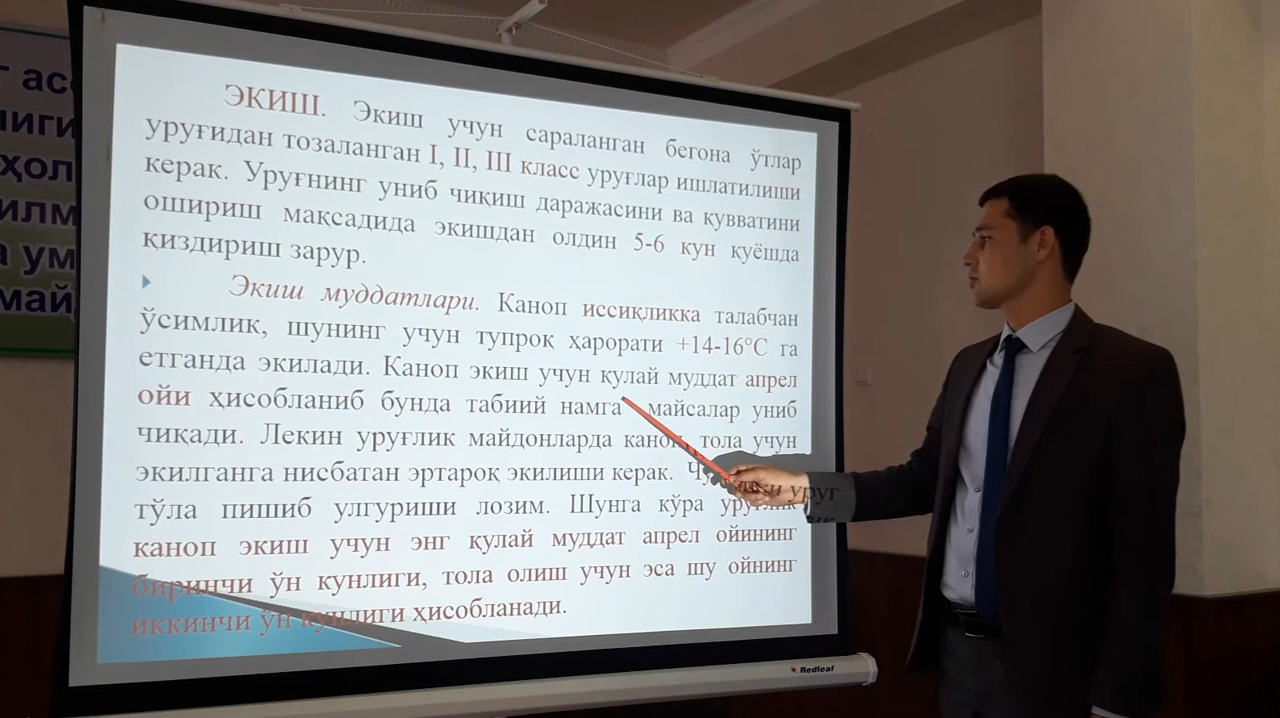 ЭКИШ. Экиш учун сараланган бегона ўтлар
уруғидан тозаланган I, II, III класс уруғлар ишлатилиши
керак. Уруғнинг униб чиқиш даражасини ва қувватини
ошириш мақсадида экишдан олдин 5-6 кун қуёшда
қиздириш зарур.
Экиш муддатлари. Каноп иссиқликка талабчан
ўсимлик, шунинг учун тупроқ ҳарорати +14-16°С га
етганда экилади. Каноп экиш учун қулай муддат апрел
ойи ҳисобланиб бунда табиий намга майсалар униб
чиқади. Лекин уруғлик майдонларда каноп тола учун
экилганга нисбатан эртароқ экилиши керак.
тўла пишиб улгуриши лозим. Шунга кўра уруғлик
каноп экиш учун энг қулай муддат апрел ойининг
биринчи ўн кунлиги, тола олиш учун эса шу ойнинг
иккинчи ўн кунлиги ҳисобланади.
Redleaf